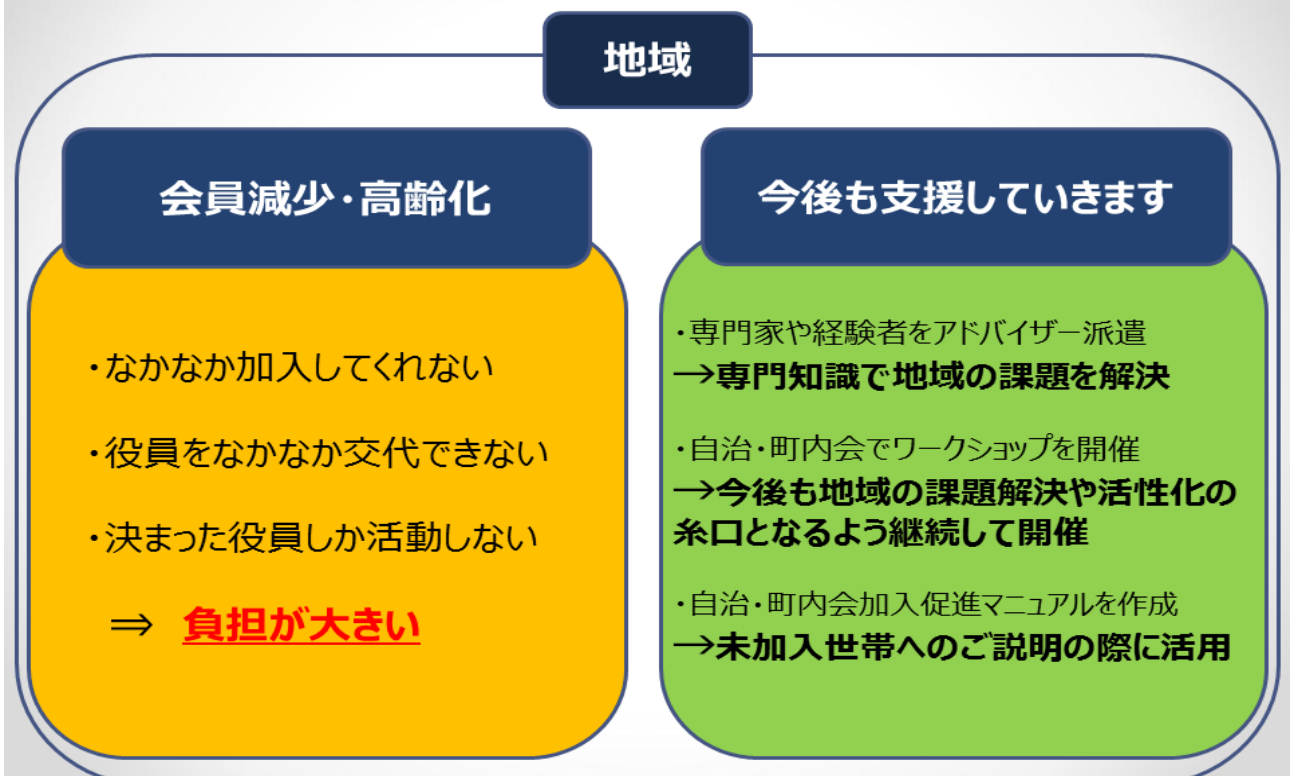 地域
会員減少・高齢化
・なかなか加入してくれない
・役員をなかなか交代できない
・決まった役員しか活動しない
⇒ 負担が大きい
今後も支援していきます
・専門家や経験者をアドバイザー派遣
→専門知識で地域の課題を解決
・自治・町内会でワークショップを開催
→今後も地域の課題解決や活性化の
糸口となるよう継続して開催
・自治・町内会加入促進マニュアルを作成
→未加入世帯へのご説明の際に活用